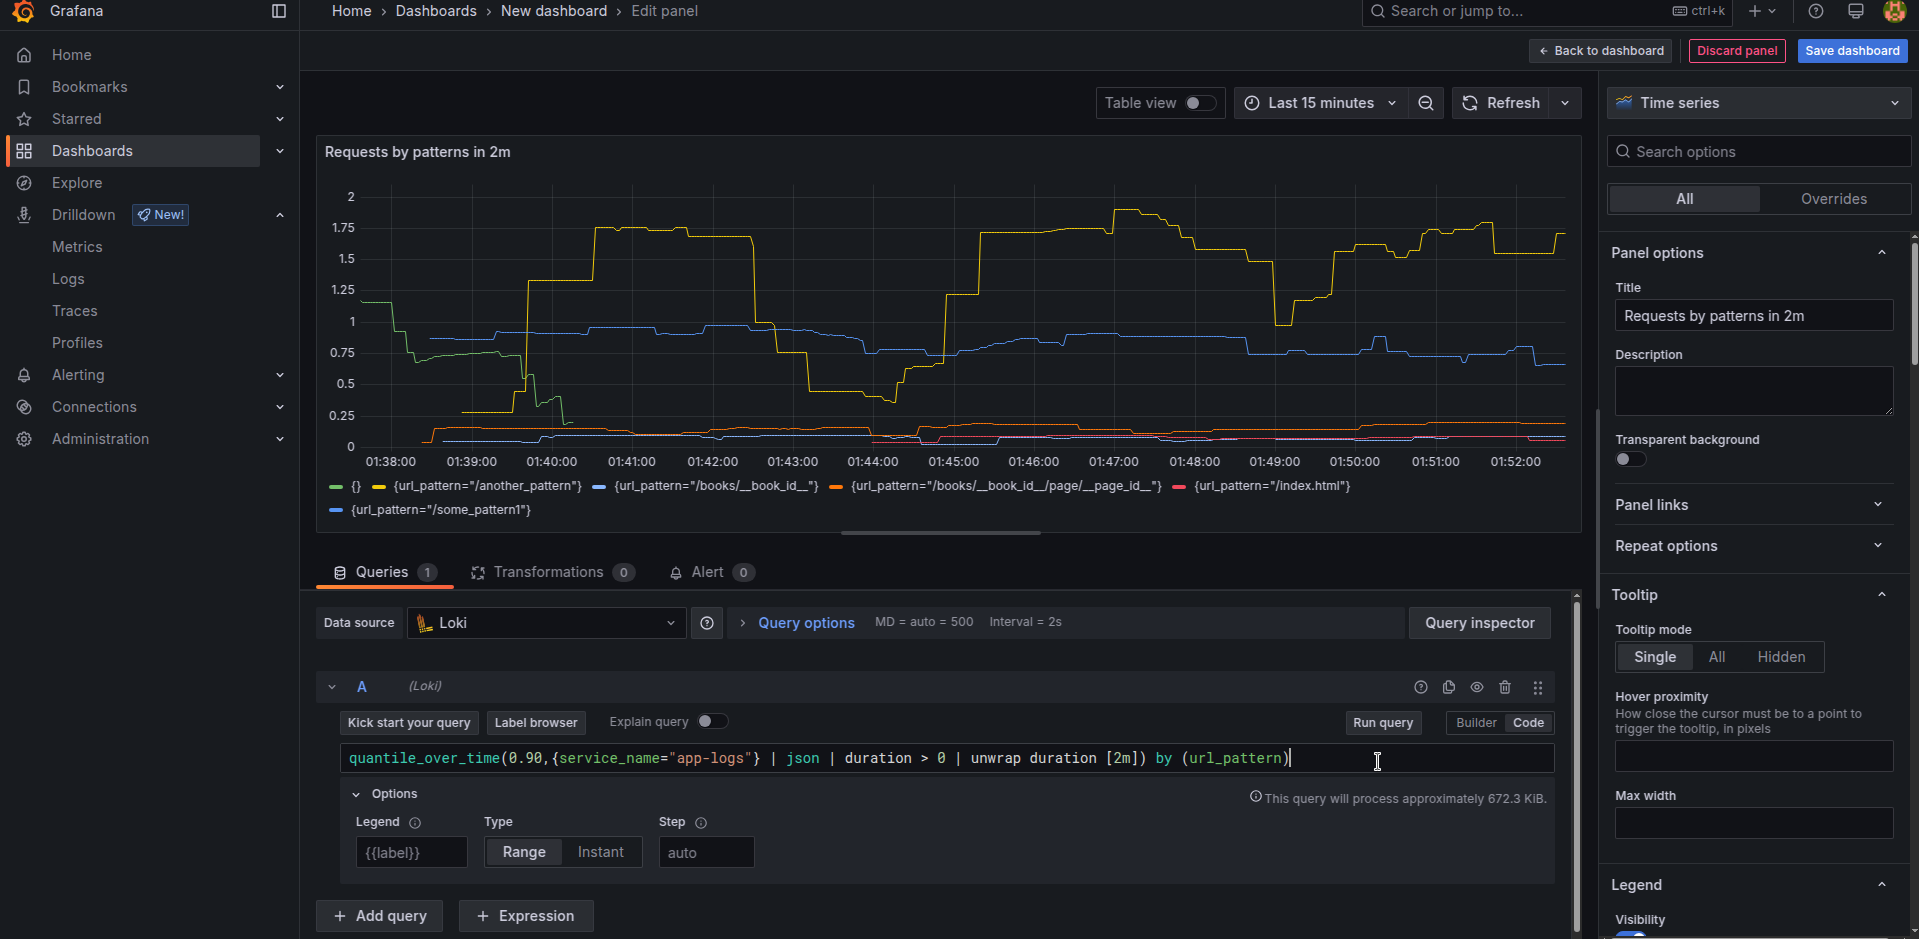 Grafana
Home › Dashboards › New dashboard › Edit panel
Search or jump to...
ctrl+k
Back to dashboard
Discard panel
Save dashboard
Home
Bookmarks
Starred
Dashboards
Explore
Drilldown
New!
Metrics
Logs
Traces
Profiles
Alerting
Connections
Administration
Table view
Last 15 minutes
Refresh
Requests by patterns in 2m
2
1.75
1.5
1.25
1
0.75
0.5
0.25
0
01:38:00 01:39:00 01:40:00 01:41:00 01:42:00 01:43:00 01:44:00 01:45:00 01:46:00 01:47:00 01:48:00 01:49:00 01:50:00 01:51:00 01:52:00
{} {url_pattern="/another_pattern"} {url_pattern="/books/__book_id__"} {url_pattern="/books/__book_id__/page/__page_id__"} {url_pattern="/index.html"}
{url_pattern="/some_pattern1"}
Queries 1
Transformations 0
Alert 0
Data source
Loki
Query options
MD = auto = 500
Interval = 2s
Query inspector
A
(Loki)
Kick start your query
Label browser
Explain query
Run query
Builder
Code
quantile_over_time(0.90,{service_name="app-logs"} | json | duration > 0 | unwrap duration [2m]) by (url_pattern)
Options
This query will process approximately 672.3 KiB.
Legend
Type
Step
{{label}}
Range
Instant
auto
+ Add query
+ Expression
Time series
Search options
All
Overrides
Panel options
Title
Requests by patterns in 2m
Description
Transparent background
Panel links
Repeat options
Tooltip
Tooltip mode
Single
All
Hidden
Hover proximity
How close the cursor must be to a point to
trigger the tooltip, in pixels
Max width
Legend
Visibility